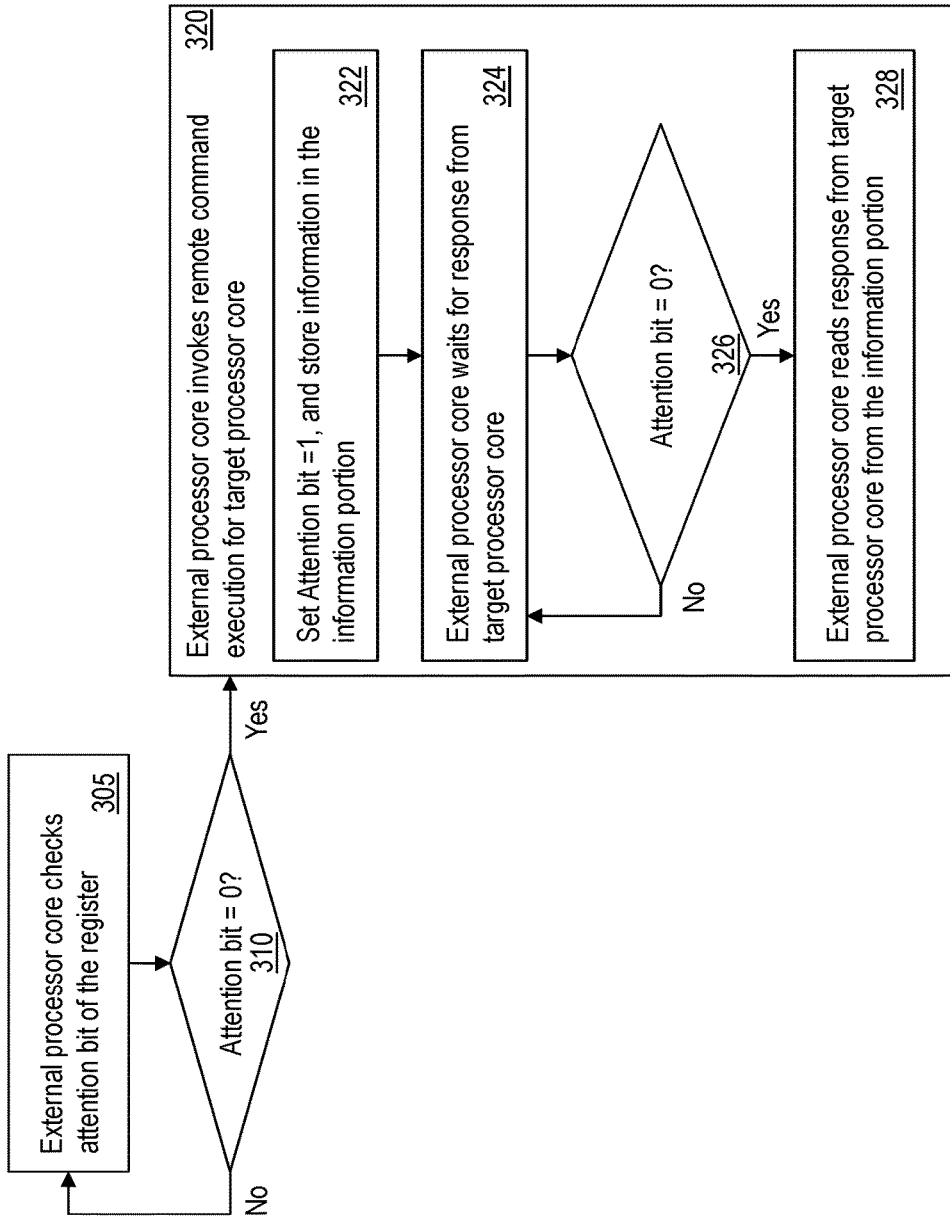 External processor core checks
attention bit of the register
305
Attention bit = 0?
310
No
Yes
External processor core invokes remote command
execution for target processor core
320
Set Attention bit =1, and store information in the
information portion
322
External processor core waits for response from
target processor core
324
Attention bit = 0?
326
No
Yes
External processor core reads response from target
processor core from the information portion
328